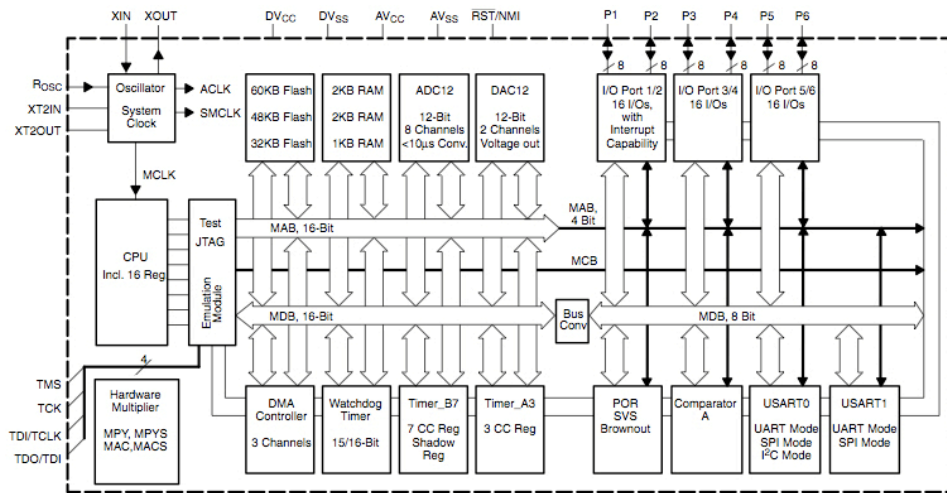 XIN XOUT DVCC DVSS AVCC AVSS RST/NMI P1 P2 P3 P4 P5 P6
8 8 8 8 8 8
ROSC
XT2IN
XT2OUT
Oscillator
System
Clock
ACLK
SMCLK
MCLK
60KB Flash
48KB Flash
32KB Flash
2KB RAM
2KB RAM
1KB RAM
ADC12
12-Bit
8 Channels
<10μs Conv.
DAC12
12-Bit
2 Channels
Voltage out
I/O Port 1/2
16 I/Os,
with
Interrupt
Capability
I/O Port 3/4
16 I/Os
I/O Port 5/6
16 I/Os
CPU
Incl. 16 Reg.
Test
JTAG
Emulation
Module
MAB, 16-Bit
MAB,
4 Bit
MCB
MDB, 16-Bit
Bus
Conv
MDB, 8 Bit
4
TMS
TCK
TDI/TCLK
TDO/TDI
Hardware
Multiplier
MPY, MPYS
MAC,MACS
DMA
Controller
3 Channels
Watchdog
Timer
15/16-Bit
Timer_B7
7 CC Reg
Shadow
Reg
Timer_A3
3 CC Reg
POR
SVS
Brownout
Comparator
A
USART0
UART Mode
SPI Mode
I²C Mode
USART1
UART Mode
SPI Mode